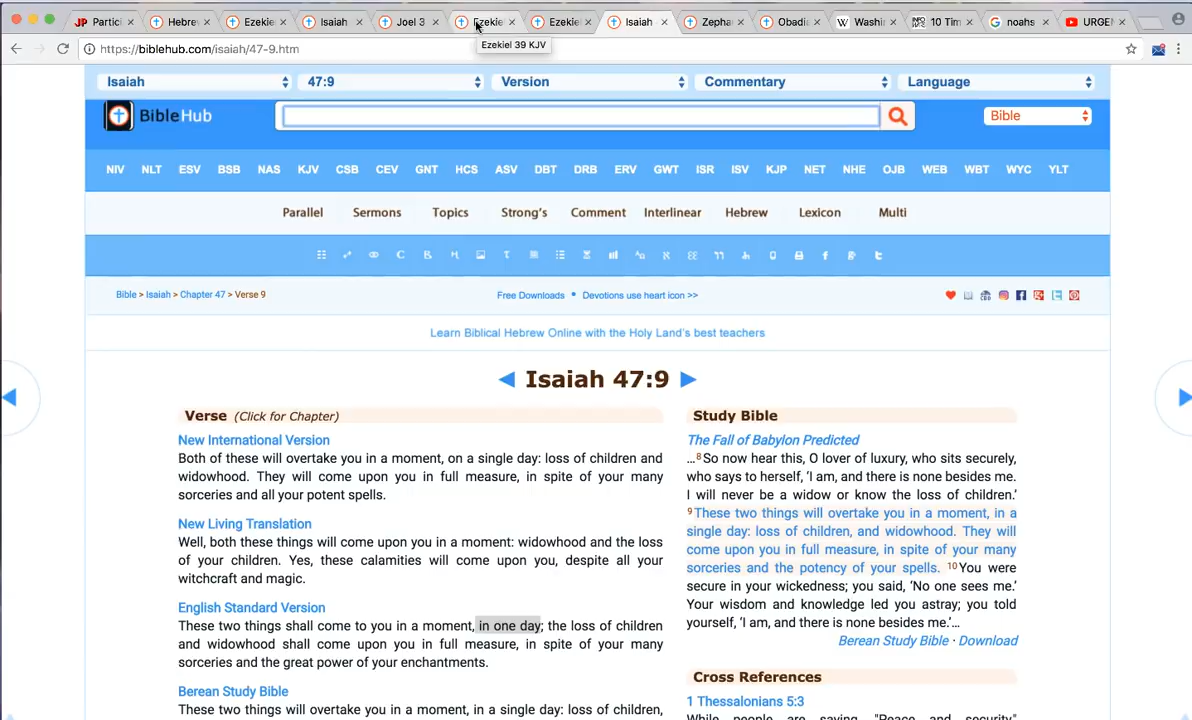 JP Partici
Hebrew
Ezekie
Isaiah
Joel 3
Ezekie
Ezekie
Isaiah
Zepha
Obadi
W Washi
10 Tim
G noahs
URGEN
Ezekiel 39 KJV
https://biblehub.com/isaiah/47-9.htm
Isaiah 47:9 Version Commentary Language
BibleHub Bible
NIV NLT ESV BSB NAS KJV CSB CEV GNT HCS ASV DBT DRB ERV GWT ISR ISV KJP NET NHE OJB WEB WBT WYC YLT
Parallel Sermons Topics Strong's Comment Interlinear Hebrew Lexicon Multi
Bible > Isaiah > Chapter 47 > Verse 9
Free Downloads • Devotions use heart icon >>
Learn Biblical Hebrew Online with the Holy Land's best teachers
◄ Isaiah 47:9 ►
Verse (Click for Chapter)
New International Version
Both of these will overtake you in a moment, on a single day: loss of children and
widowhood. They will come upon you in full measure, in spite of your many
sorceries and all your potent spells.
New Living Translation
Well, both these things will come upon you in a moment: widowhood and the loss
of your children. Yes, these calamities will come upon you, despite all your
witchcraft and magic.
English Standard Version
These two things shall come to you in a moment, in one day; the loss of children
and widowhood shall come upon you in full measure, in spite of your many
sorceries and the great power of your enchantments.
Berean Study Bible
These two things will overtake you in a moment, in a single day: loss of children,
Study Bible
The Fall of Babylon Predicted
…8So now hear this, O lover of luxury, who sits securely,
who says to herself, 'I am, and there is none besides me.
I will never be a widow or know the loss of children.'
9These two things will overtake you in a moment, in a
single day: loss of children, and widowhood. They will
come upon you in full measure, in spite of your many
sorceries and the potency of your spells. 10You were
secure in your wickedness; you said, 'No one sees me.'
Your wisdom and knowledge led you astray; you told
yourself, 'I am, and there is none besides me.'…
Berean Study Bible · Download
Cross References
1 Thessalonians 5:3
While people are saying, "Peace and security"